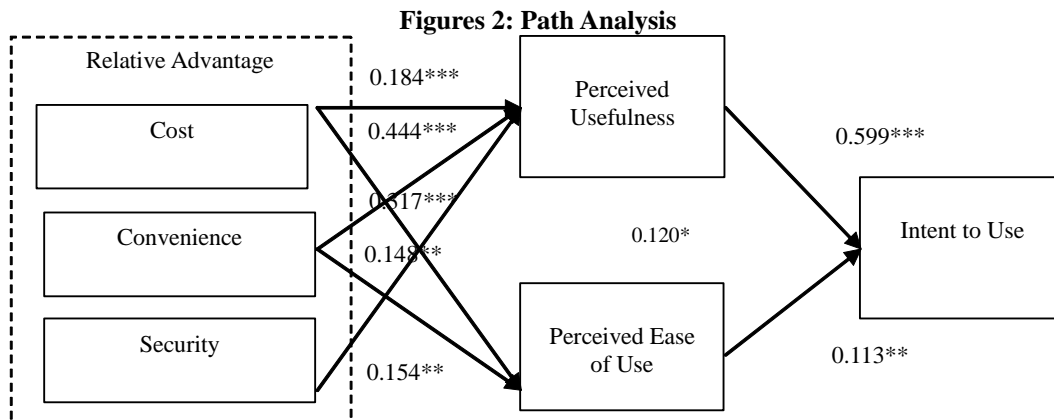 Figures 2: Path Analysis
Relative Advantage
Cost
Convenience
Security
0.184***
0.444***
0.317***
0.148**
0.154**
Perceived
Usefulness
0.120*
Perceived Ease
of Use
0.599***
0.113**
Intent to Use